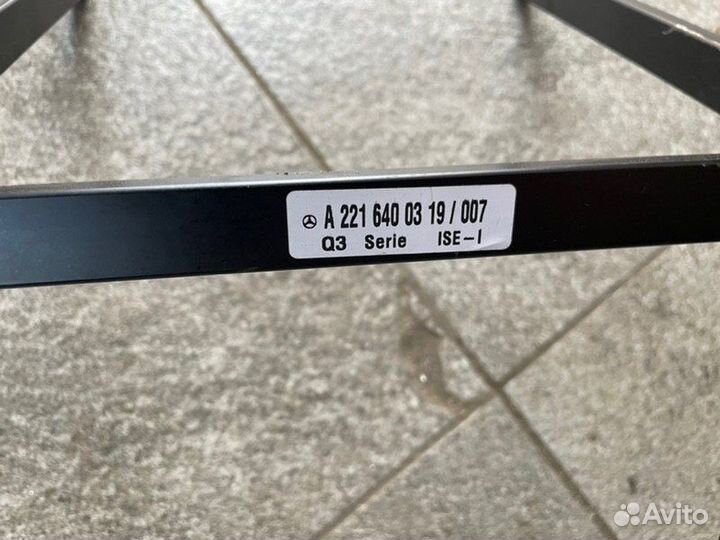 A 221 640 03 19 / 007
Q3 Serie ISE-I
Avito